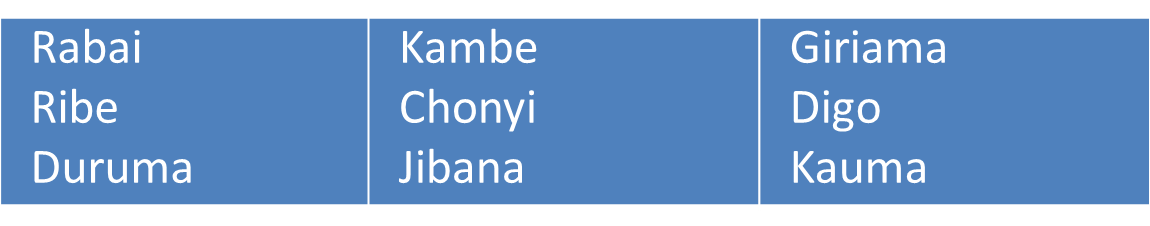 Rabai
Ribe
Duruma
Kambe
Chonyi
Jibana
Giriama
Digo
Kauma